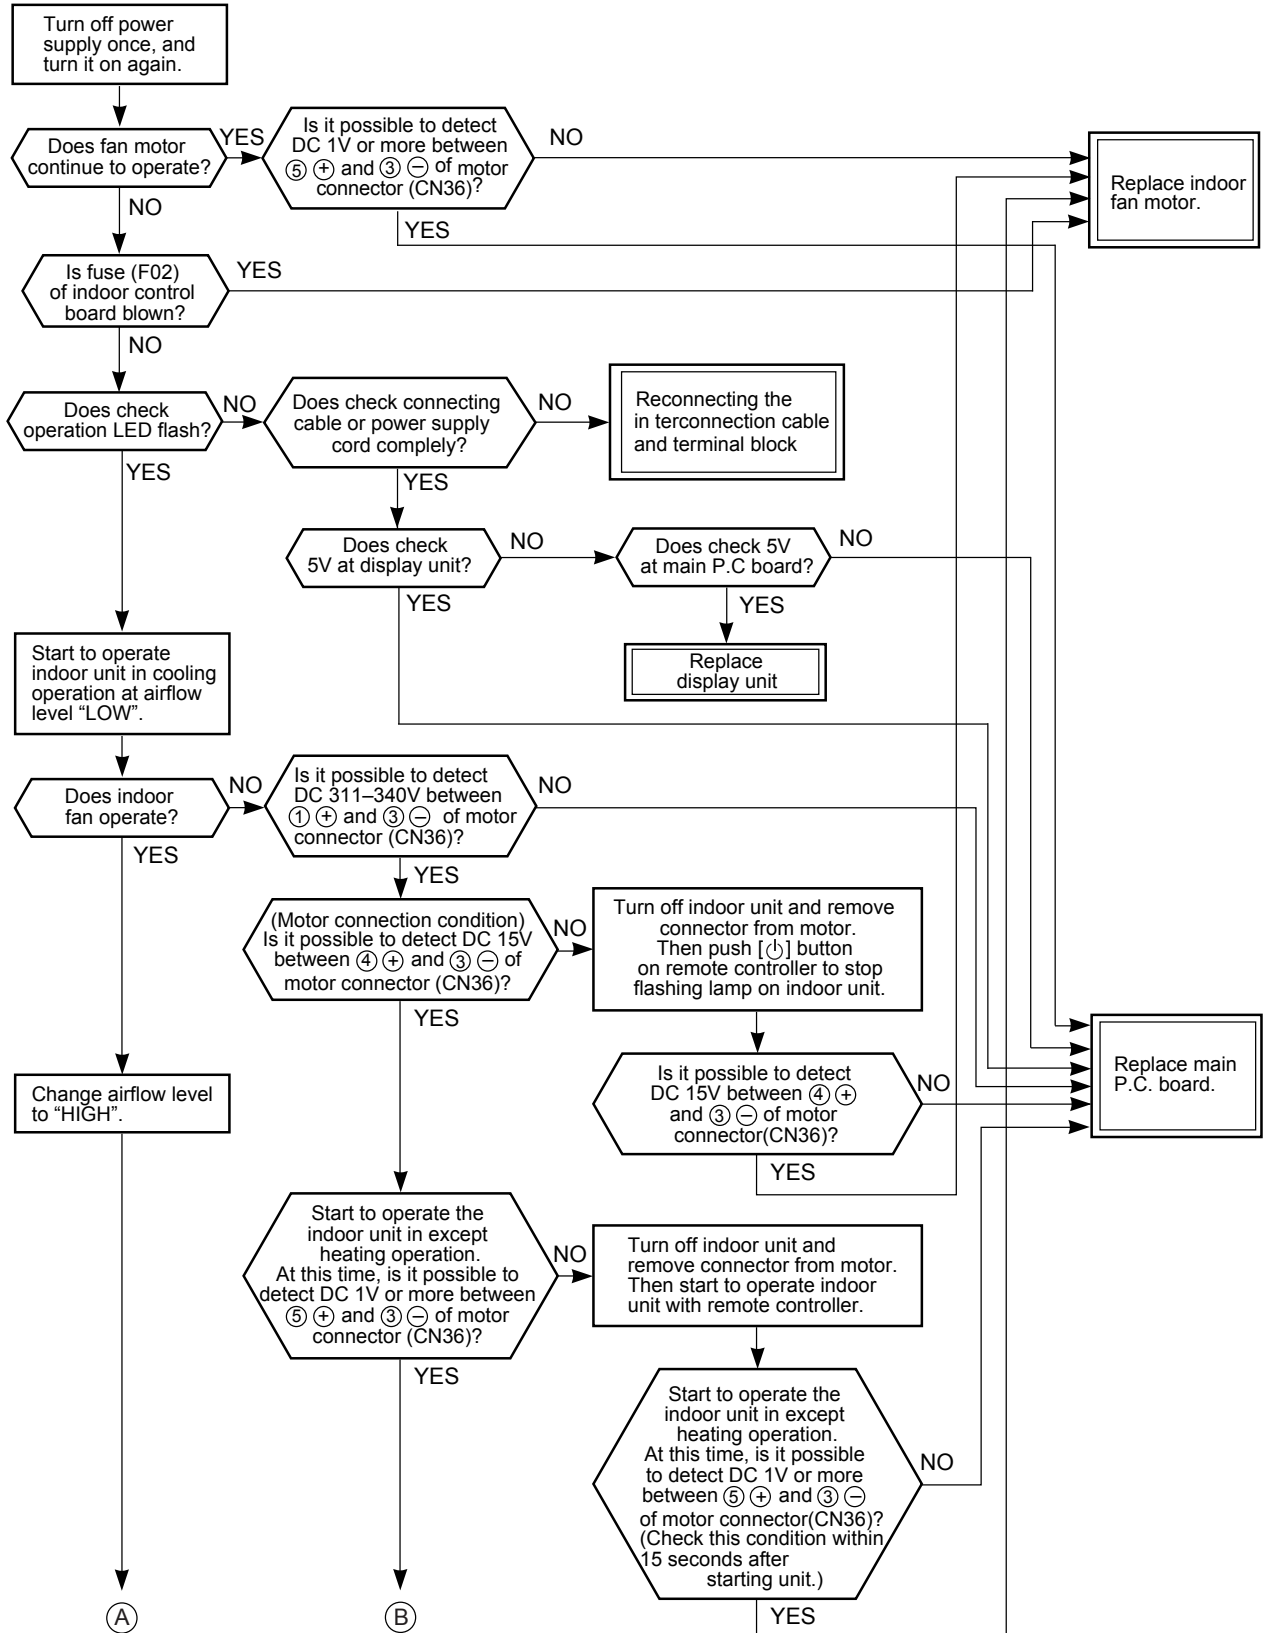 Turn off power
supply once, and
turn it on again.
Does fan motor
continue to operate?
YES
Is it possible to detect
DC 1V or more between
⑤ ⊕ and ③ ⊖ of motor
connector (CN36)?
NO
Replace indoor
fan motor.
NO
YES
Is fuse (F02)
of indoor control
board blown?
YES
NO
Does check
operation LED flash?
NO
Does check connecting
cable or power supply
cord complely?
NO
Reconnecting the
in terconnection cable
and terminal block
YES
YES
Does check
5V at display unit?
NO
Does check 5V
at main P.C board?
NO
YES
YES
Replace
display unit
Start to operate
indoor unit in cooling
operation at airflow
level “LOW”.
Does indoor
fan operate?
NO
Is it possible to detect
DC 311–340V between
① ⊕ and ③ ⊖ of motor
connector (CN36)?
NO
YES
YES
(Motor connection condition)
Is it possible to detect DC 15V
between ④ ⊕ and ③ ⊖ of
motor connector (CN36)?
NO
Turn off indoor unit and remove
connector from motor.
Then push [⏻] button
on remote controller to stop
flashing lamp on indoor unit.
YES
Change airflow level
to “HIGH”.
Is it possible to detect
DC 15V between ④ ⊕
and ③ ⊖ of motor
connector(CN36)?
NO
Replace main
P.C. board.
YES
Start to operate the
indoor unit in except
heating operation.
At this time, is it possible to
detect DC 1V or more between
⑤ ⊕ and ③ ⊖ of motor
connector (CN36)?
NO
Turn off indoor unit and
remove connector from motor.
Then start to operate indoor
unit with remote controller.
YES
Start to operate the
indoor unit in except
heating operation.
At this time, is it possible
to detect DC 1V or more
between ⑤ ⊕ and ③ ⊖
of motor connector(CN36)?
(Check this condition within
15 seconds after
starting unit.)
NO
YES
Ⓐ
Ⓑ